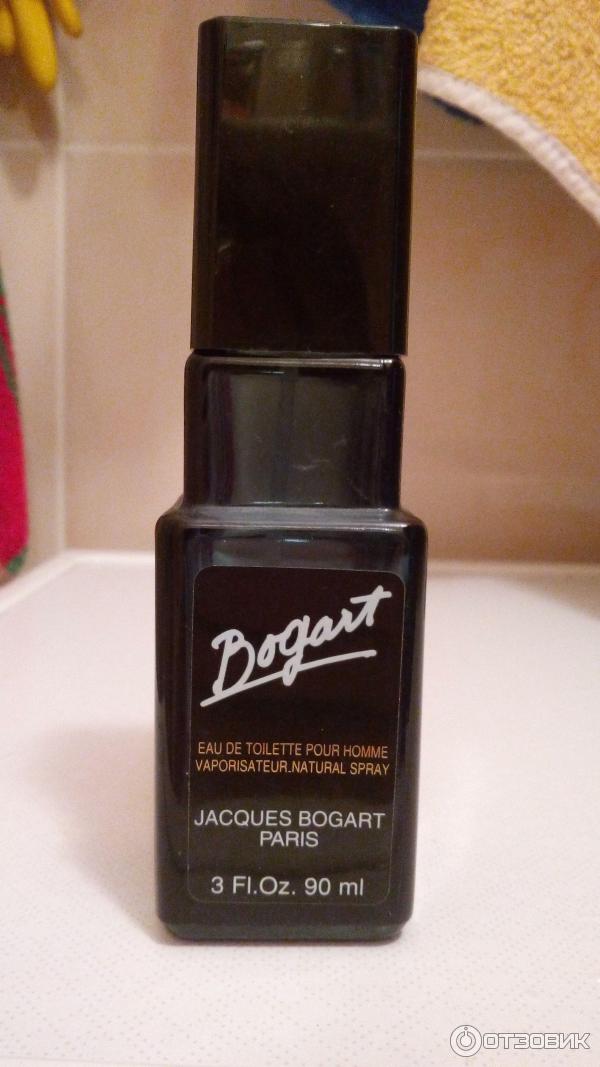 Bogart
EAU DE TOILETTE POUR HOMME
VAPORISATEUR.NATURAL SPRAY
JACQUES BOGART
PARIS
3 Fl.Oz. 90 ml
ОТЗОВИК